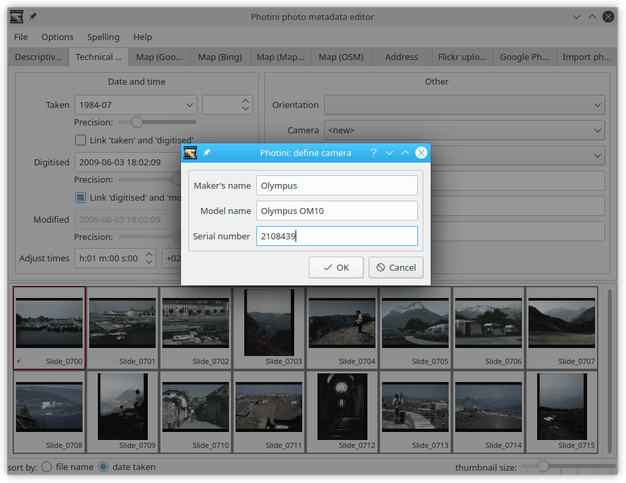 Photini photo metadata editor
File Options Spelling Help
Descriptiv... Technical ... Map (Goo... Map (Bing) Map (Map... Map (OSM) Address Flickr uplo... Google Ph... Import ph...
Date and time
Taken 1984-07
Precision:
Link 'taken' and 'digitised'
Digitised 2009-06-03 18:02:09
Precision:
Link 'digitised' and 'mo
Modified 2009-06-03 18:02:09
Precision:
Adjust times h:01 m:00 s:00 +02
Other
Orientation
Camera <new>
Photini: define camera
Maker's name Olympus
Model name Olympus OM10
Serial number 2108439
OK Cancel
Slide_0700 Slide_0701 Slide_0702 Slide_0703 Slide_0704 Slide_0705 Slide_0706 Slide_0707
Slide_0708 Slide_0709 Slide_0710 Slide_0711 Slide_0712 Slide_0713 Slide_0714 Slide_0715
sort by: file name date taken thumbnail size: